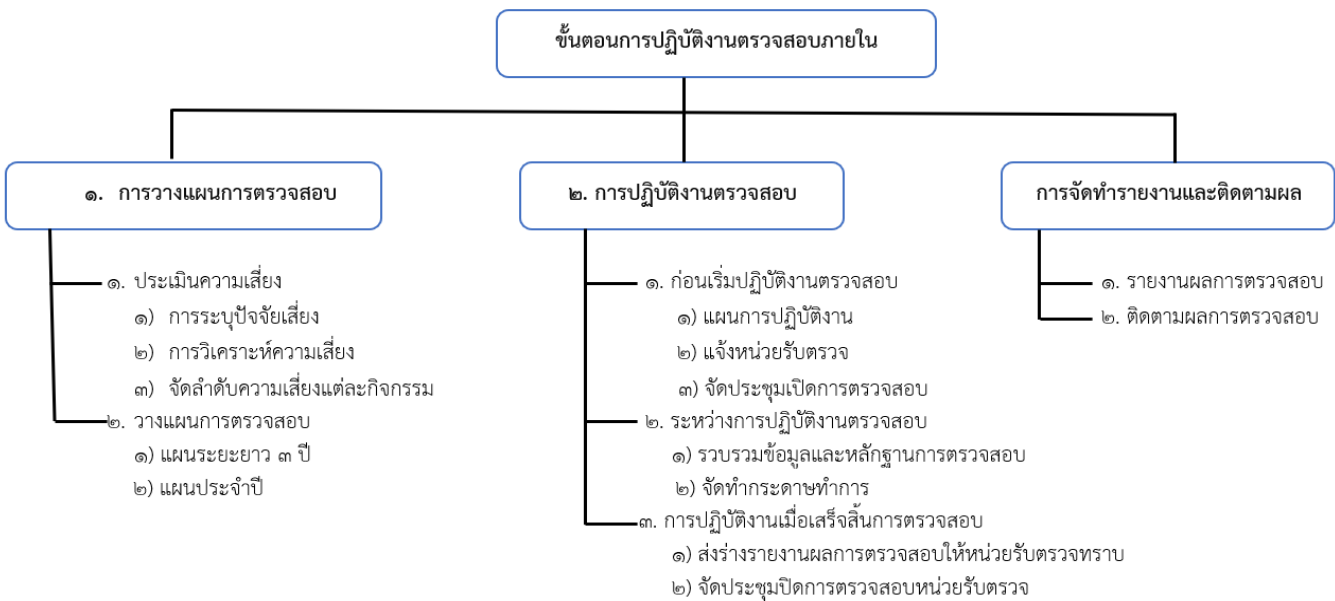 ขั้นตอนการปฏิบัติงานตรวจสอบภายใน
๑. การวางแผนการตรวจสอบ
๑. ประเมินความเสี่ยง
๑) การระบุปัจจัยเสี่ยง
๒) การวิเคราะห์ความเสี่ยง
๓) จัดลำดับความเสี่ยงแต่ละกิจกรรม
๒. วางแผนการตรวจสอบ
๑) แผนระยะยาว ๓ ปี
๒) แผนประจำปี
๒. การปฏิบัติงานตรวจสอบ
๑. ก่อนเริ่มปฏิบัติงานตรวจสอบ
๑) แผนการปฏิบัติงาน
๒) แจ้งหน่วยรับตรวจ
๓) จัดประชุมเปิดการตรวจสอบ
๒. ระหว่างการปฏิบัติงานตรวจสอบ
๑) รวบรวมข้อมูลและหลักฐานการตรวจสอบ
๒) จัดทำกระดาษทำการ
๓. การปฏิบัติงานเมื่อเสร็จสิ้นการตรวจสอบ
๑) ส่งร่างรายงานผลการตรวจสอบให้หน่วยรับตรวจทราบ
๒) จัดประชุมปิดการตรวจสอบหน่วยรับตรวจ
การจัดทำรายงานและติดตามผล
๑. รายงานผลการตรวจสอบ
๒. ติดตามผลการตรวจสอบ